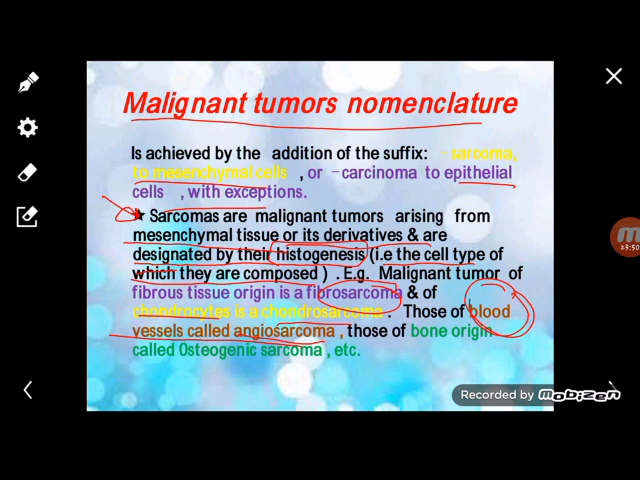 Malignant tumors nomenclature
Is achieved by the addition of the suffix: -sarcoma,
to mesenchymal cells , or -carcinoma to epithelial
cells , with exceptions.
★ Sarcomas are malignant tumors arising from
mesenchymal tissue or its derivatives & are
designated by their histogenesis (i.e the cell type of
which they are composed ) . E.g. Malignant tumor of
fibrous tissue origin is a fibrosarcoma & of
chondrocytes is a chondrosarcoma . Those of blood
vessels called angiosarcoma , those of bone origin
called Osteogenic sarcoma , etc.
23:50
Recorded by MOBIZEN